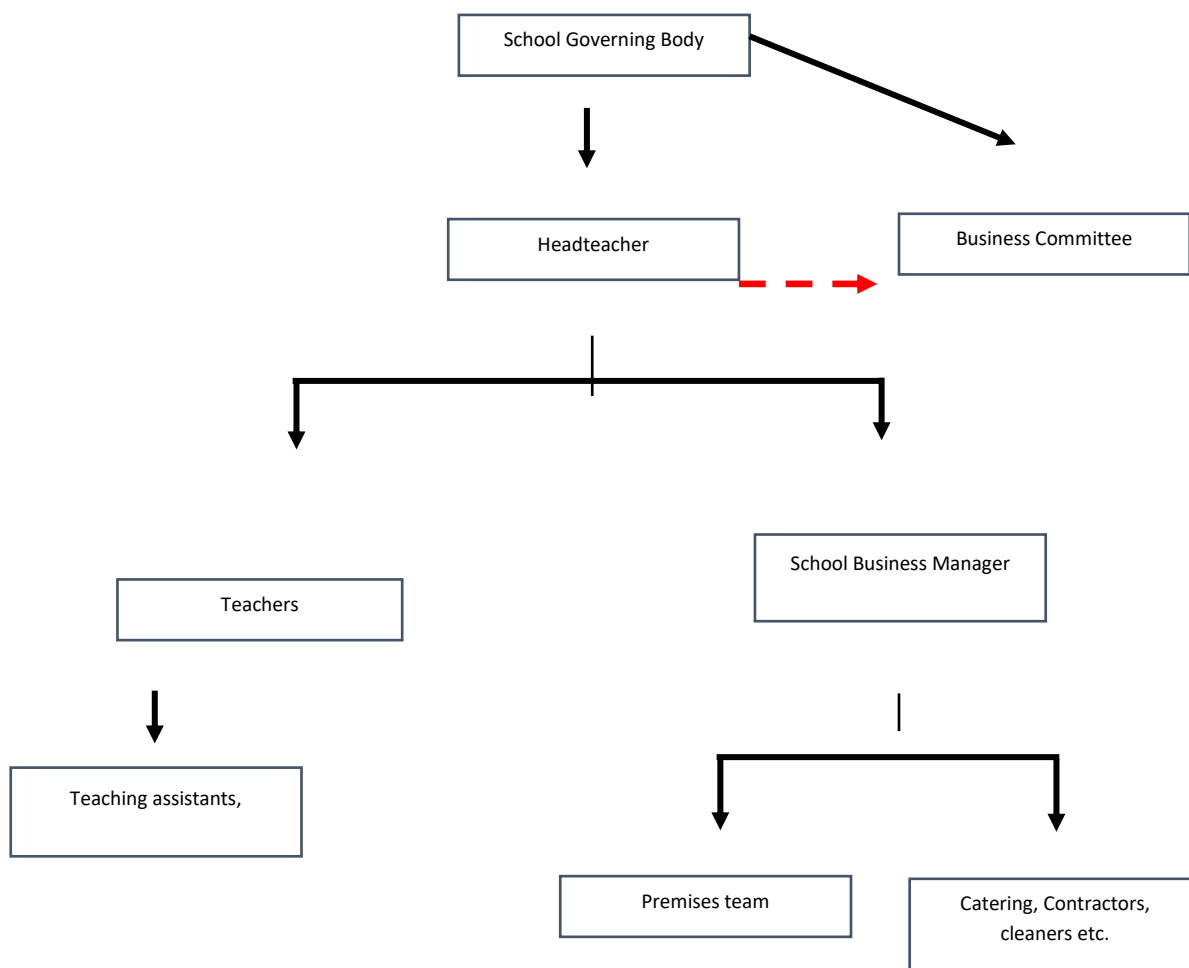 School Governing Body
Headteacher
Business Committee
School Business Manager
Teachers
Teaching assistants,
Premises team
Catering, Contractors,
cleaners etc.